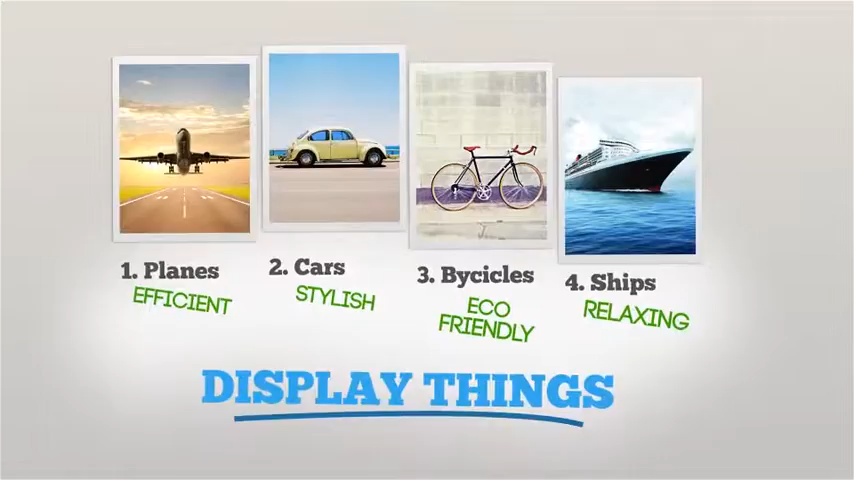 1. Planes
EFFICIENT
2. Cars
STYLISH
3. Bycicles
ECO
FRIENDLY
4. Ships
RELAXING
DISPLAY THINGS